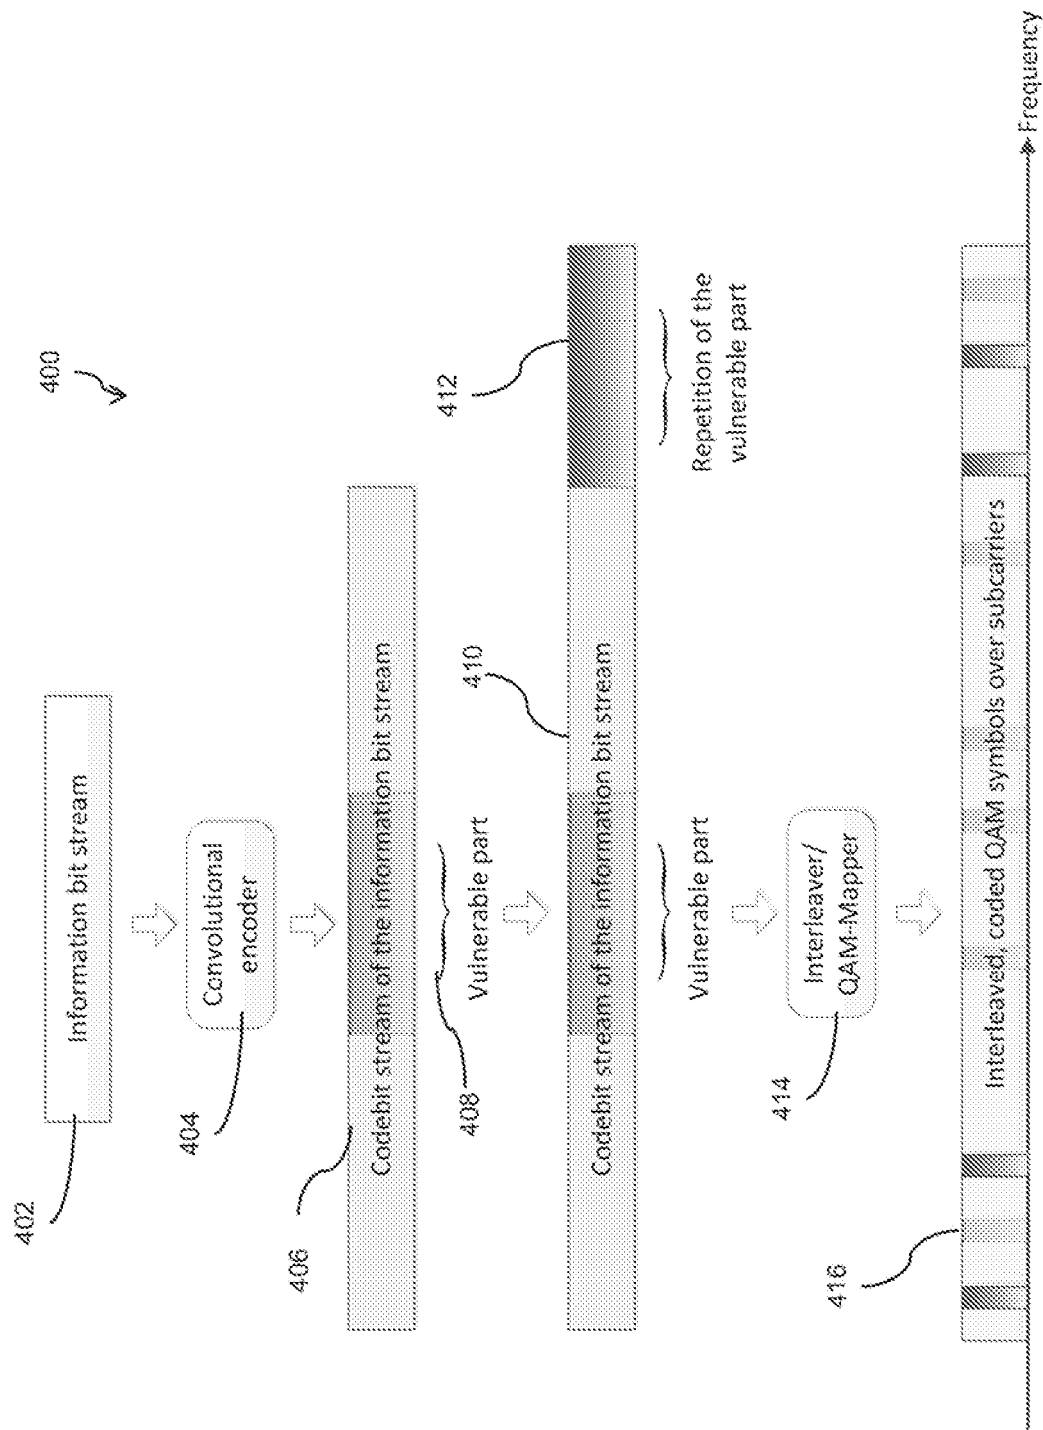 400
402
Information bit stream
404
Convolutional
encoder
406
Codebit stream of the information bit stream
408
Vulnerable part
410
412
Codebit stream of the information bit stream
Vulnerable part
Repetition of the
vulnerable part
414
Interleaver/
QAM-Mapper
416
Interleaved, coded QAM symbols over subcarriers
Frequency